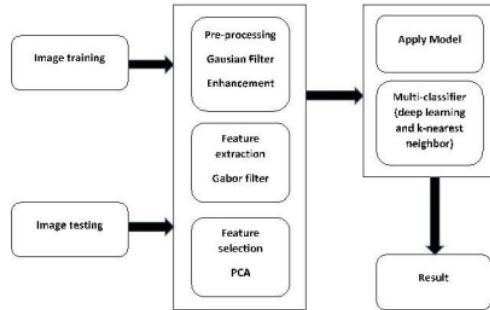 Image training
Image testing
Pre-processing
Gausian Filter
Enhancement
Feature
extraction
Gabor filter
Feature
selection
PCA
Apply Model
Multi-classifier
(deep learning
and k-nearest
neighbor)
Result